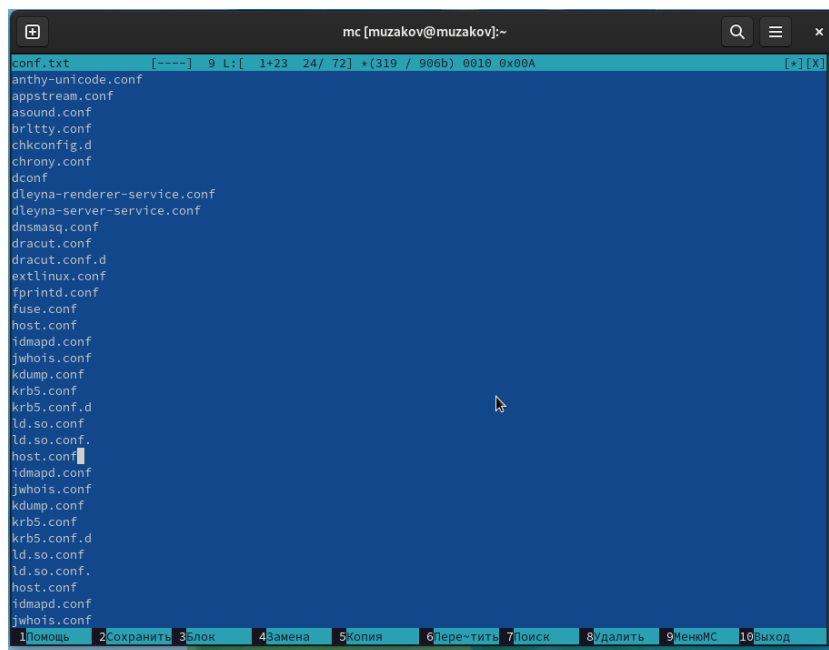 mc [muzakov@muzakov]:~
conf.txt [----] 9 L:[ 1+23 24/ 72] *(319 / 906b) 0010 0x00A [*][X]
anthy-unicode.conf
appstream.conf
asound.conf
brltty.conf
chkconfig.d
chrony.conf
dconf
dleyna-renderer-service.conf
dleyna-server-service.conf
dnsmasq.conf
dracut.conf
dracut.conf.d
extlinux.conf
fprintd.conf
fuse.conf
host.conf
idmapd.conf
jwhois.conf
kdump.conf
krb5.conf
krb5.conf.d
ld.so.conf
ld.so.conf.
host.conf
idmapd.conf
jwhois.conf
kdump.conf
krb5.conf
krb5.conf.d
ld.so.conf
ld.so.conf.
host.conf
idmapd.conf
jwhois.conf
1Помощь 2Сохранить 3Блок 4Замена 5Копия 6Пере~тить 7Поиск 8Удалить 9МенюMC 10Выход